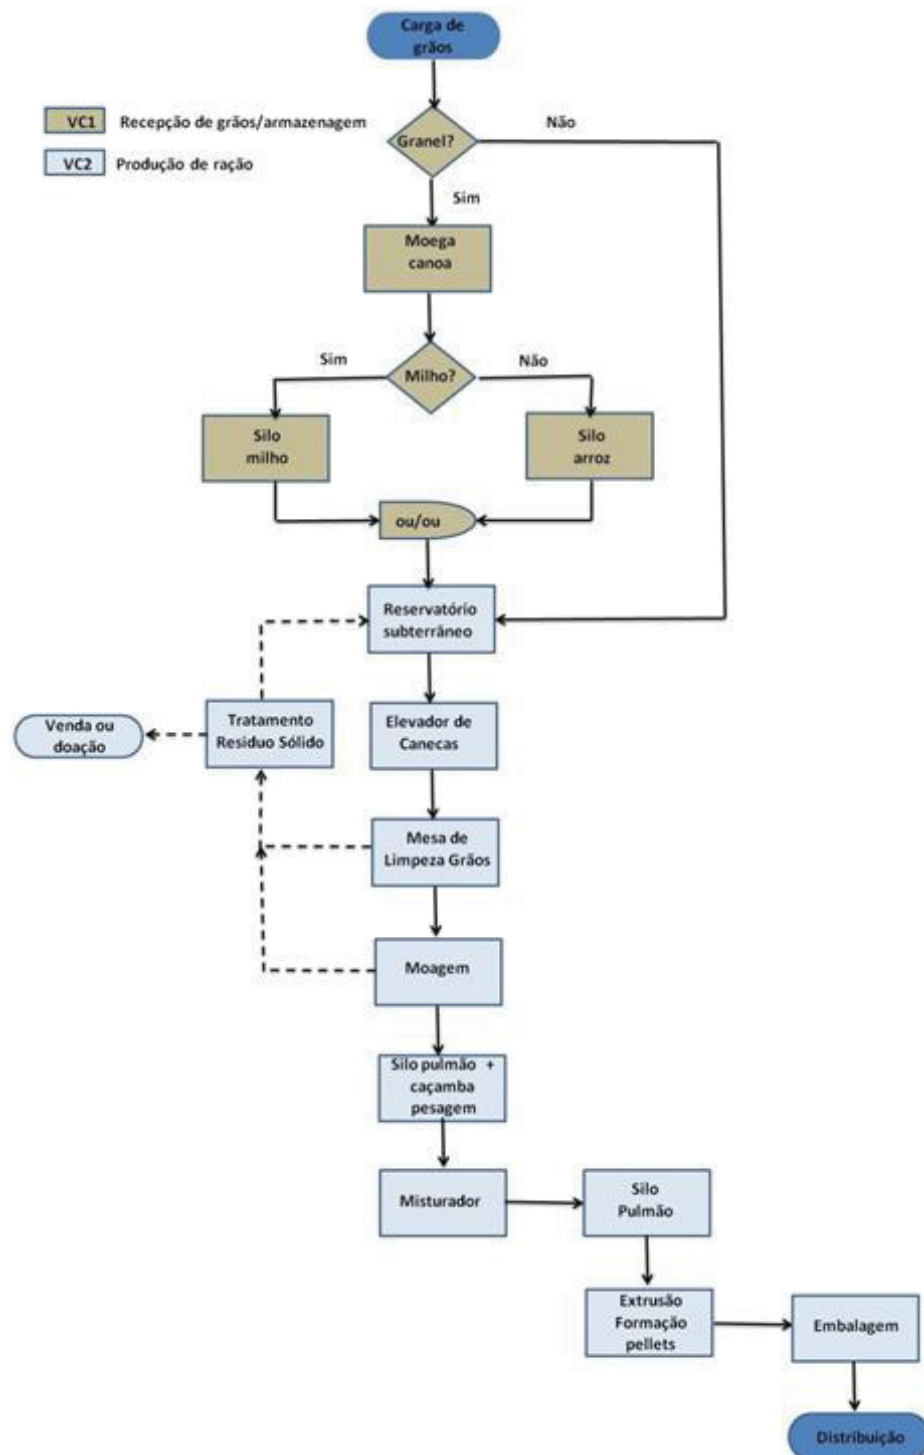 Carga de
grãos
VC1 Recepção de grãos/armazenagem
VC2 Produção de ração
Granel?
Não
Sim
Moega
canoa
Milho?
Sim
Não
Silo
milho
Silo
arroz
ou/ou
Reservatório
subterrâneo
Tratamento
Residuo Sólido
Venda ou
doação
Elevador de
Canecas
Mesa de
Limpeza Grãos
Moagem
Silo pulmão +
caçamba
pesagem
Misturador
Silo
Pulmão
Extrusão
Formação
pellets
Embalagem
Distribuição